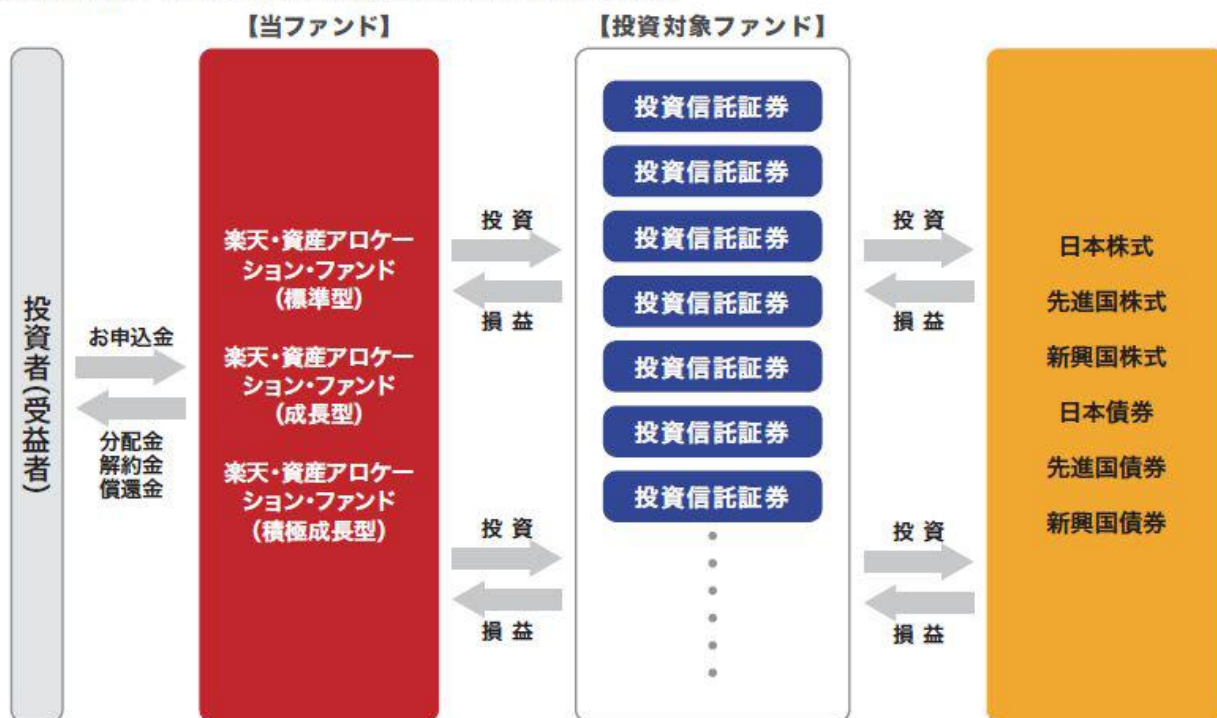 【当ファンド】
【投資対象ファンド】
投資者(受益者)
お申込金
分配金
解約金
償還金
楽天・資産アロケー
ション・ファンド
(標準型)
楽天・資産アロケー
ション・ファンド
(成長型)
楽天・資産アロケー
ション・ファンド
(積極成長型)
投資
損益
投資
損益
投資信託証券
投資信託証券
投資信託証券
投資信託証券
投資信託証券
投資信託証券
投資信託証券
投資
損益
投資
損益
日本株式
先進国株式
新興国株式
日本債券
先進国債券
新興国債券